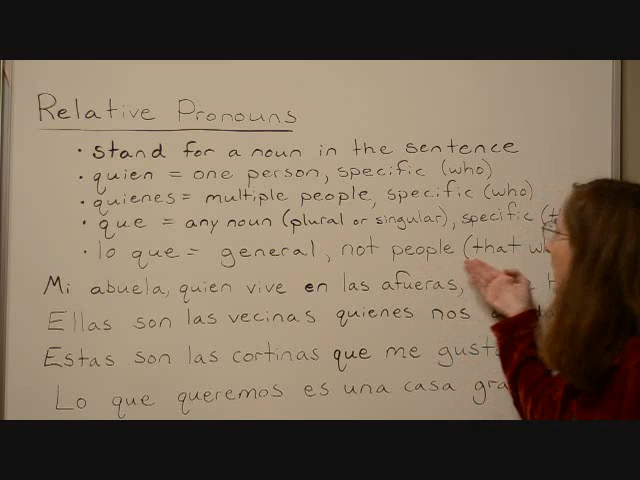 Relative Pronouns
• stand for a noun in the sentence
• quien = one person, specific (who)
• quienes = multiple people, specific (who)
• que = any noun (plural or singular), specific (
• lo que = general, not people (that
Mi abuela, quien vive en las afueras,
Ellas son las vecinas quienes nos
Estas son las cortinas que me
Lo que queremos es una casa